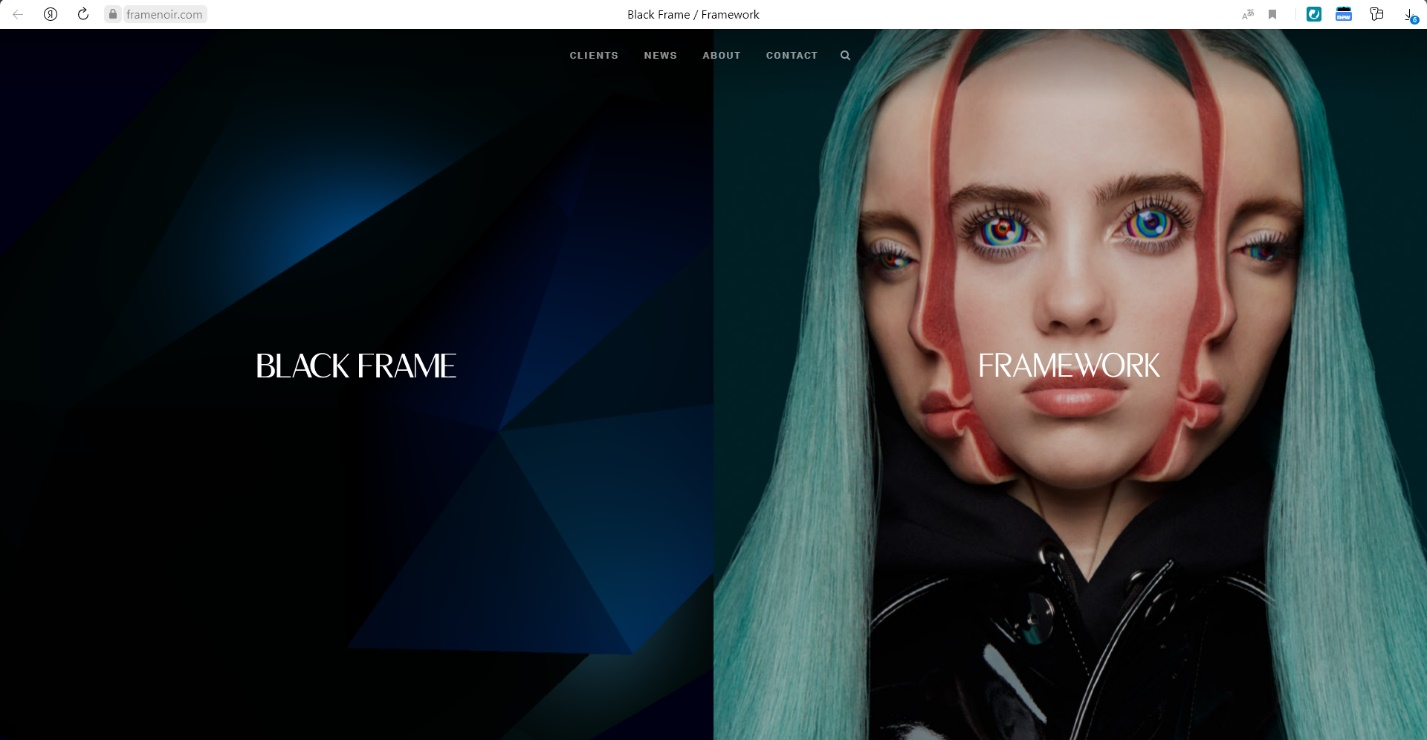 framenoir.com
Black Frame / Framework
CLIENTS NEWS ABOUT CONTACT
BLACK FRAME
FRAMEWORK